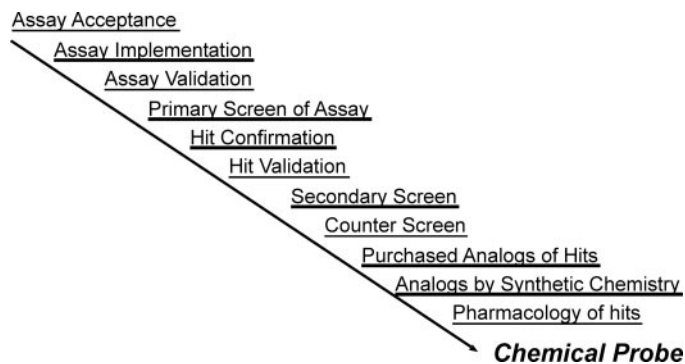 Assay Acceptance
Assay Implementation
Assay Validation
Primary Screen of Assay
Hit Confirmation
Hit Validation
Secondary Screen
Counter Screen
Purchased Analogs of Hits
Analogs by Synthetic Chemistry
Pharmacology of hits
Chemical Probe